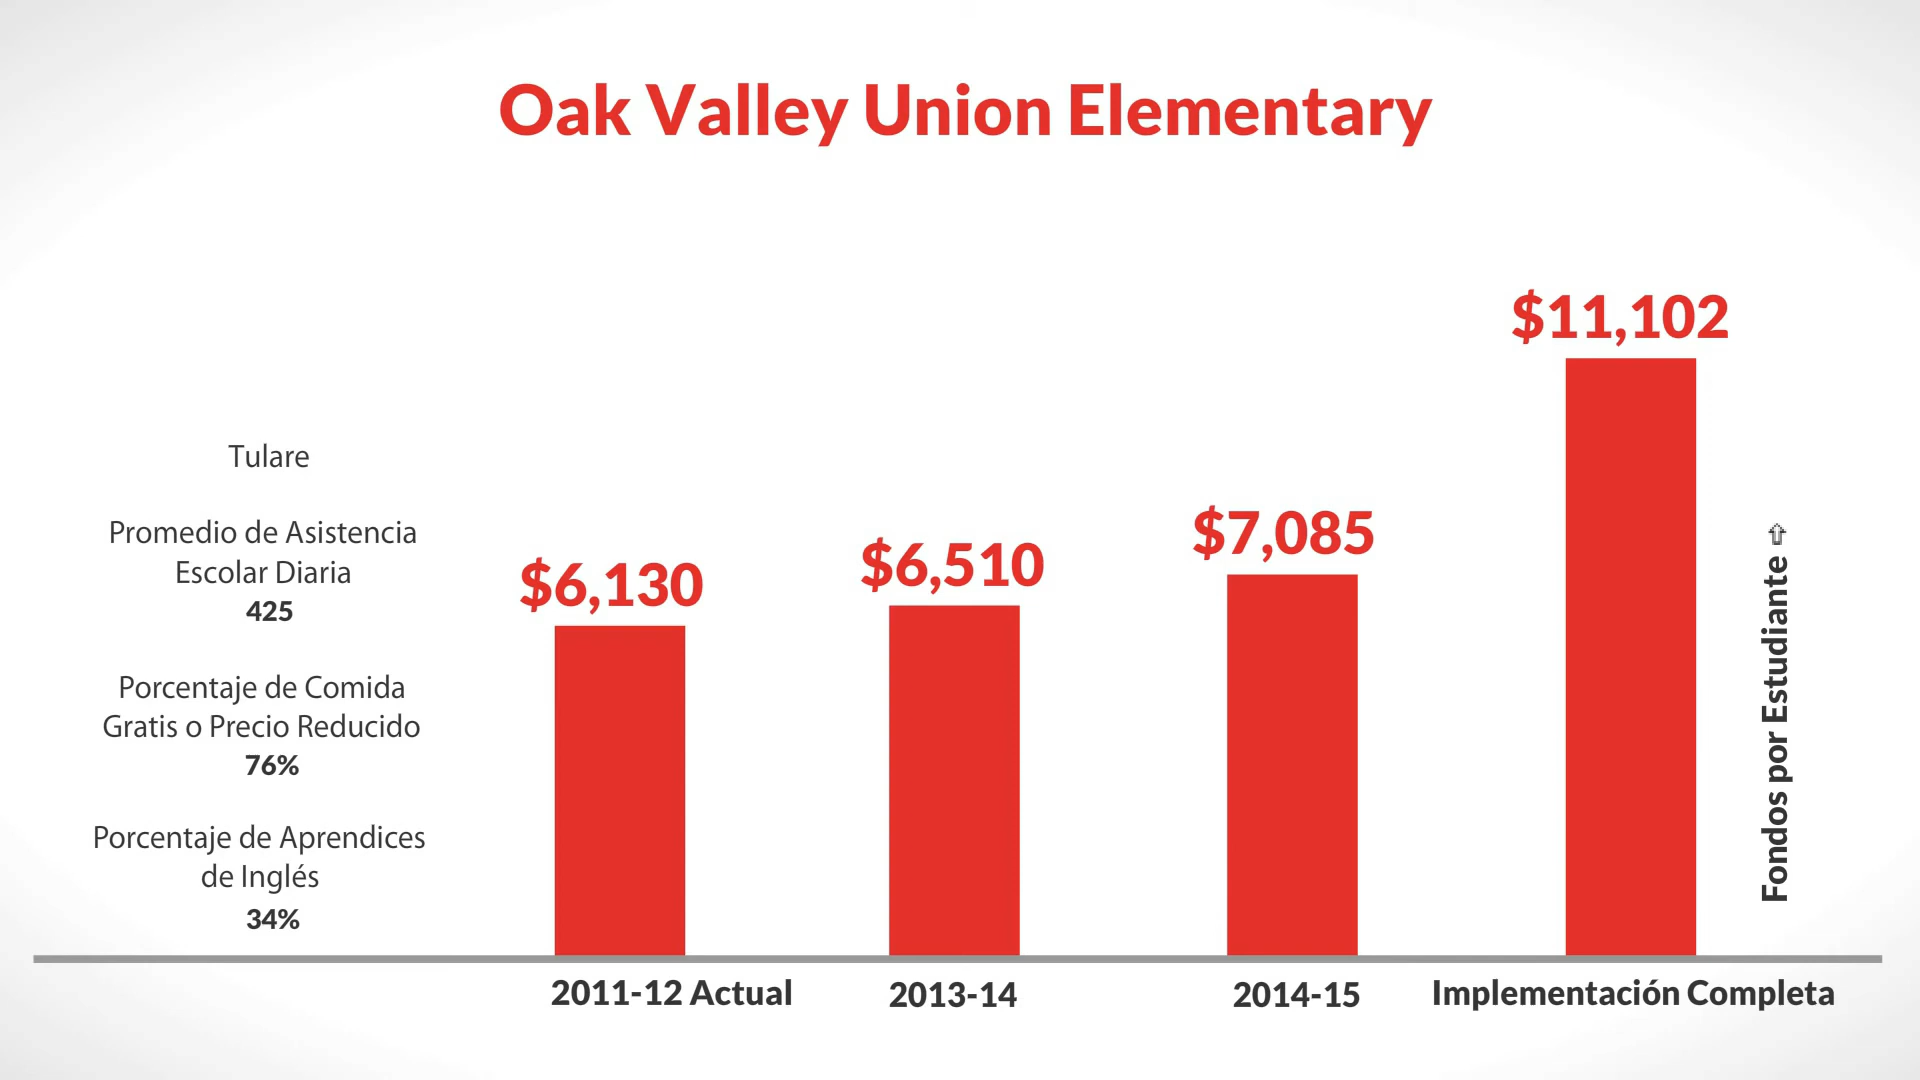 Oak Valley Union Elementary
Tulare
Promedio de Asistencia
Escolar Diaria
425
Porcentaje de Comida
Gratis o Precio Reducido
76%
Porcentaje de Aprendices
de Inglés
34%
$6,130
$6,510
$7,085
$11,102
2011-12 Actual
2013-14
2014-15
Implementación Completa
Fondos por Estudiante ⇧